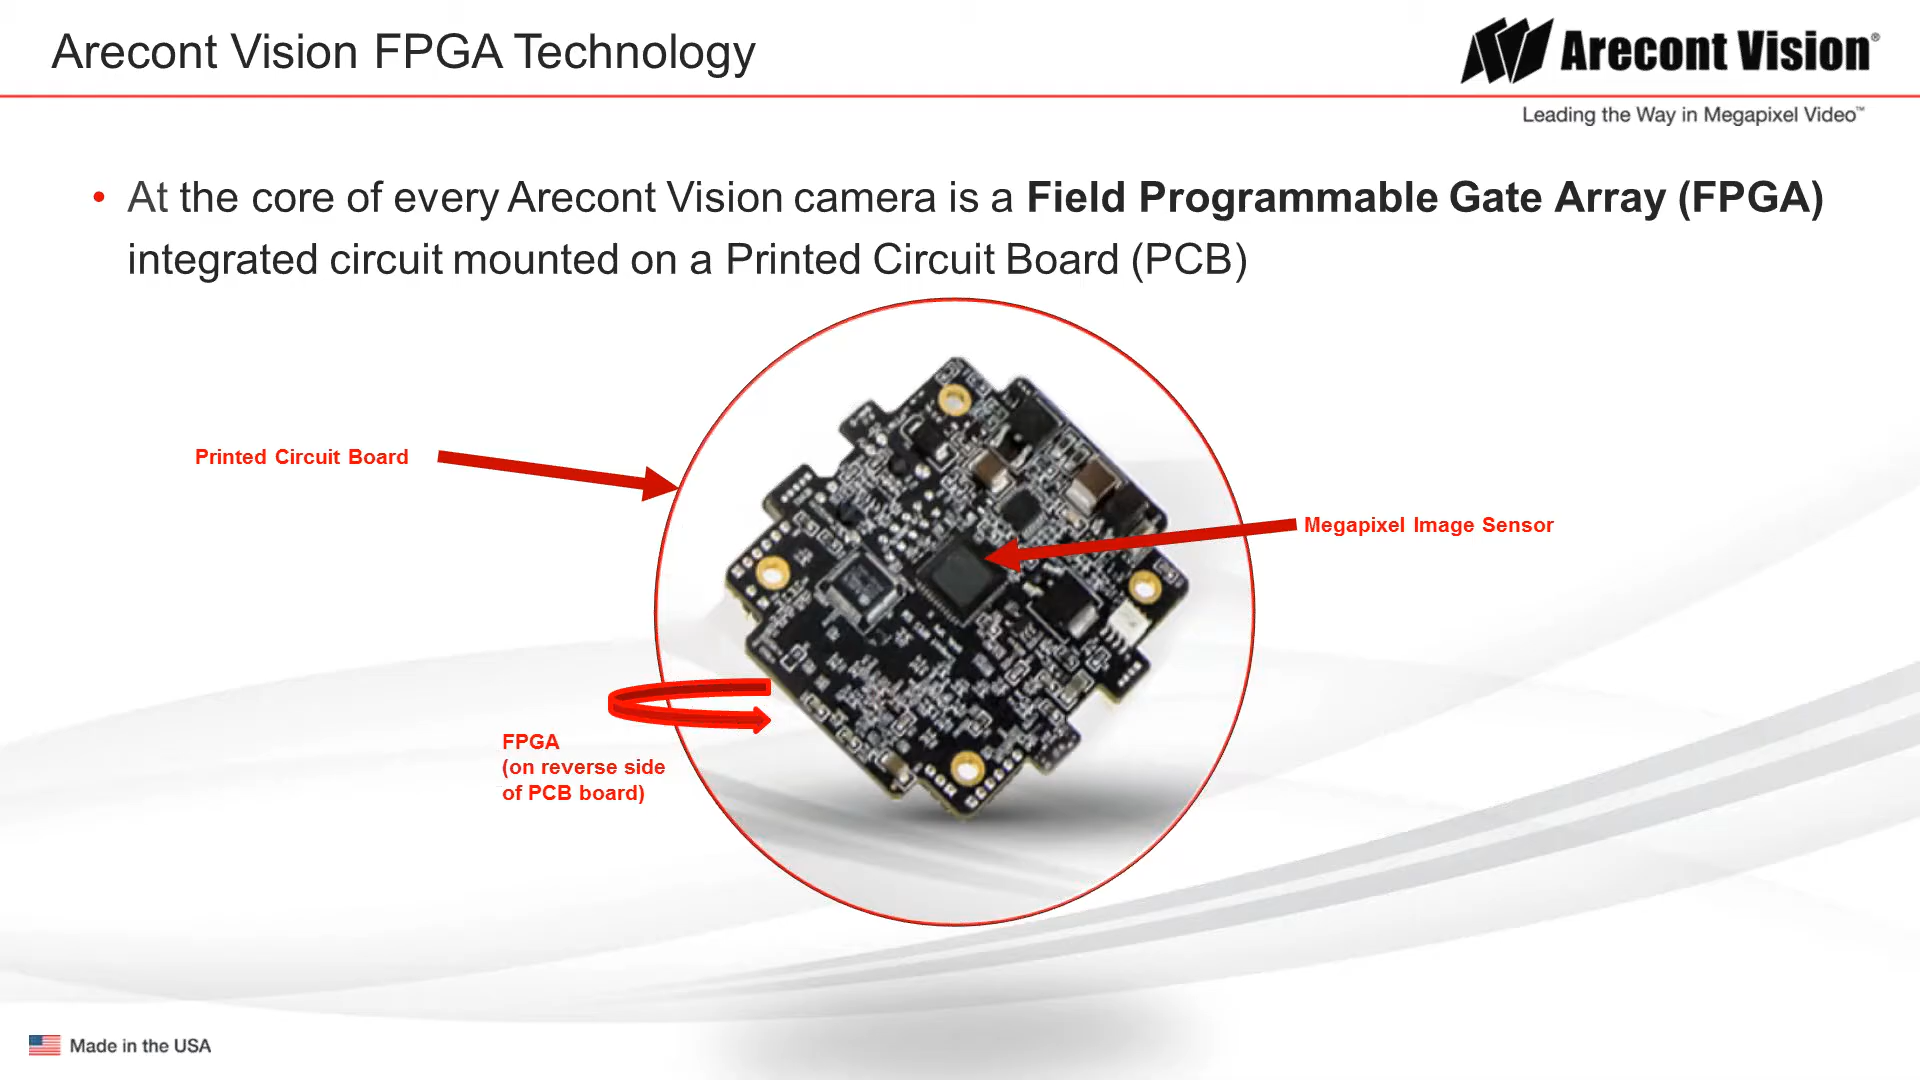 Arecont Vision FPGA Technology
Arecont Vision®
Leading the Way in Megapixel Video™
• At the core of every Arecont Vision camera is a Field Programmable Gate Array (FPGA)
integrated circuit mounted on a Printed Circuit Board (PCB)
Printed Circuit Board
Megapixel Image Sensor
FPGA
(on reverse side
of PCB board)
Made in the USA